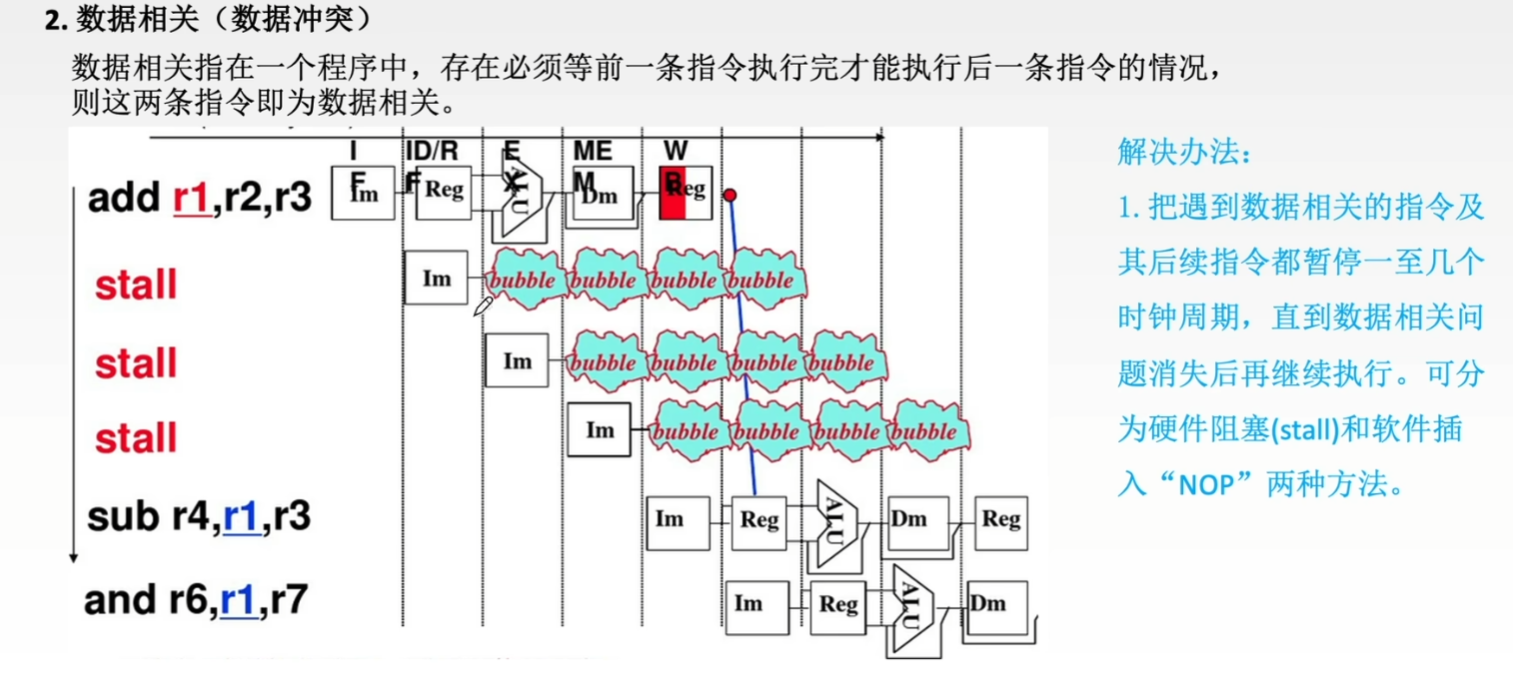 2. 数据相关（数据冲突）
数据相关指在一个程序中，存在必须等前一条指令执行完才能执行后一条指令的情况，
则这两条指令即为数据相关。
IF ID/RF EX MEM WB
add r1,r2,r3 Im Reg ALU Dm Reg
stall Im bubble bubble bubble bubble
stall Im bubble bubble bubble bubble
stall Im bubble bubble bubble bubble
sub r4,r1,r3 Im Reg ALU Dm Reg
and r6,r1,r7 Im Reg ALU Dm
解决办法：
1. 把遇到数据相关的指令及
其后续指令都暂停一至几个
时钟周期，直到数据相关问
题消失后再继续执行。可分
为硬件阻塞(stall)和软件插
入“NOP”两种方法。